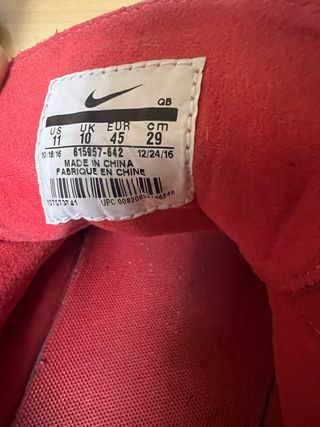 QB
US UK EUR cm
11 10 45 29
10/18/16 615957-642 12/24/16
MADE IN CHINA
FABRIQUE EN CHINE
UPC